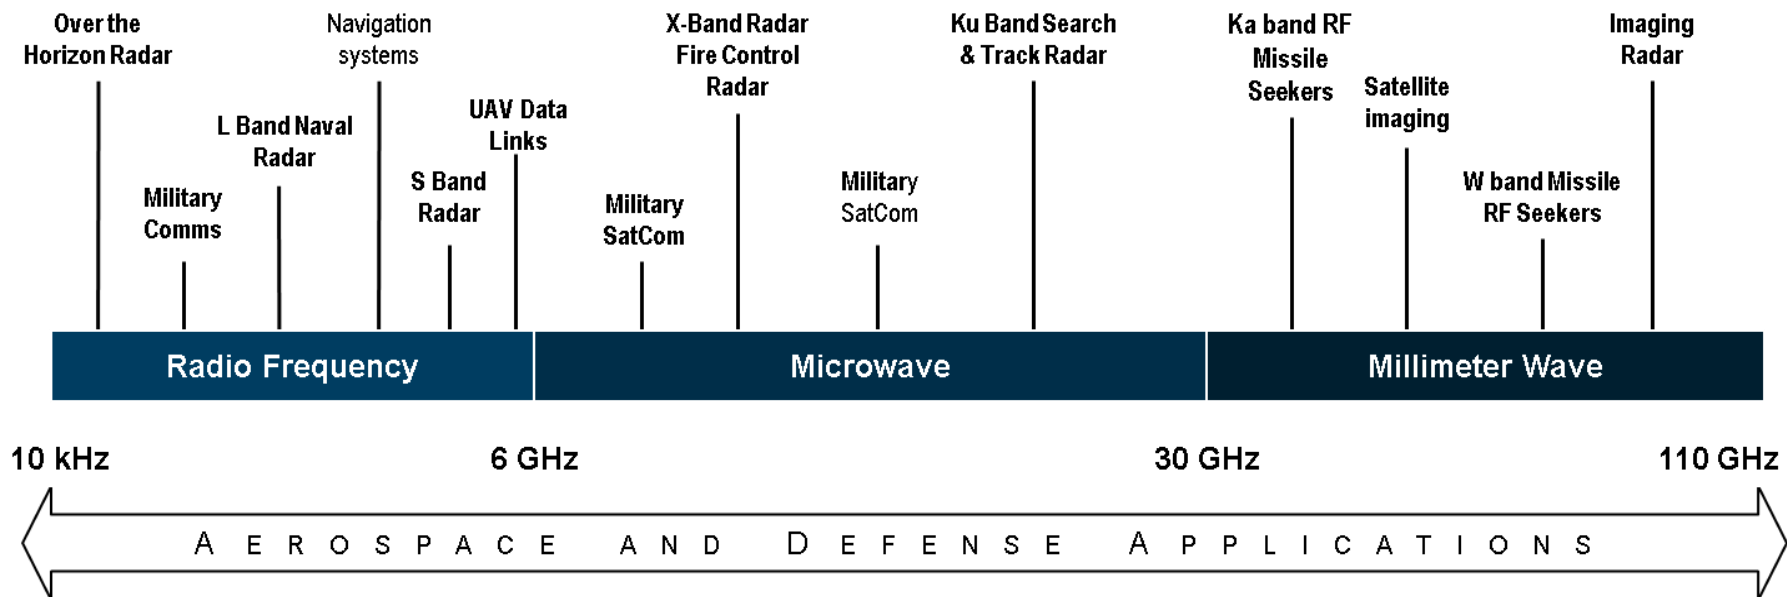 Over the
Horizon Radar
Military
Comms
L Band Naval
Radar
Navigation
systems
S Band
Radar
UAV Data
Links
Military
SatCom
X-Band Radar
Fire Control
Radar
Military
SatCom
Ku Band Search
& Track Radar
Ka band RF
Missile
Seekers
Satellite
imaging
W band Missile
RF Seekers
Imaging
Radar
Radio Frequency
Microwave
Millimeter Wave
10 kHz
6 GHz
30 GHz
110 GHz
AEROSPACE AND DEFENSE APPLICATIONS